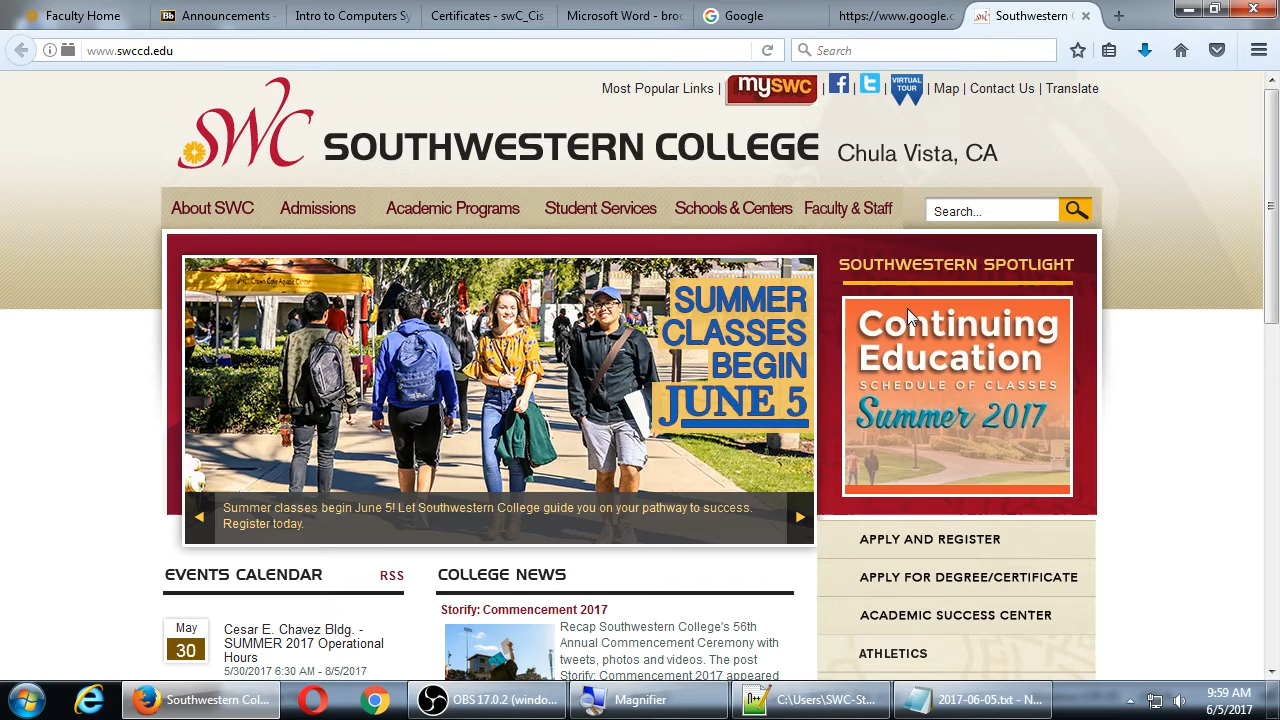 Faculty Home
Announcements -
Intro to Computers Sy
Certificates - swC_Cis
Microsoft Word - broc
Google
https://www.google.c
Southwestern C
www.swccd.edu
Search
Most Popular Links | mySWC | f | t | VIRTUAL TOUR | Map | Contact Us | Translate
SWC
SOUTHWESTERN COLLEGE Chula Vista, CA
About SWC Admissions Academic Programs Student Services Schools & Centers Faculty & Staff Search...
SUMMER
CLASSES
BEGIN
JUNE 5
Summer classes begin June 5! Let Southwestern College guide you on your pathway to success.
Register today.
SOUTHWESTERN SPOTLIGHT
Continuing
Education
SCHEDULE OF CLASSES
Summer 2017
APPLY AND REGISTER
APPLY FOR DEGREE/CERTIFICATE
ACADEMIC SUCCESS CENTER
ATHLETICS
EVENTS CALENDAR RSS
May
30
Cesar E. Chavez Bldg. -
SUMMER 2017 Operational
Hours
5/30/2017 6:30 AM - 8/5/2017
COLLEGE NEWS
Storify: Commencement 2017
Recap Southwestern College's 56th
Annual Commencement Ceremony with
tweets, photos and videos. The post
Storify: Commencement 2017 appeared
Southwestern Col...
OBS 17.0.2 (windo...
Magnifier
C:\Users\SWC-St...
2017-06-05.txt - N...
9:59 AM
6/5/2017